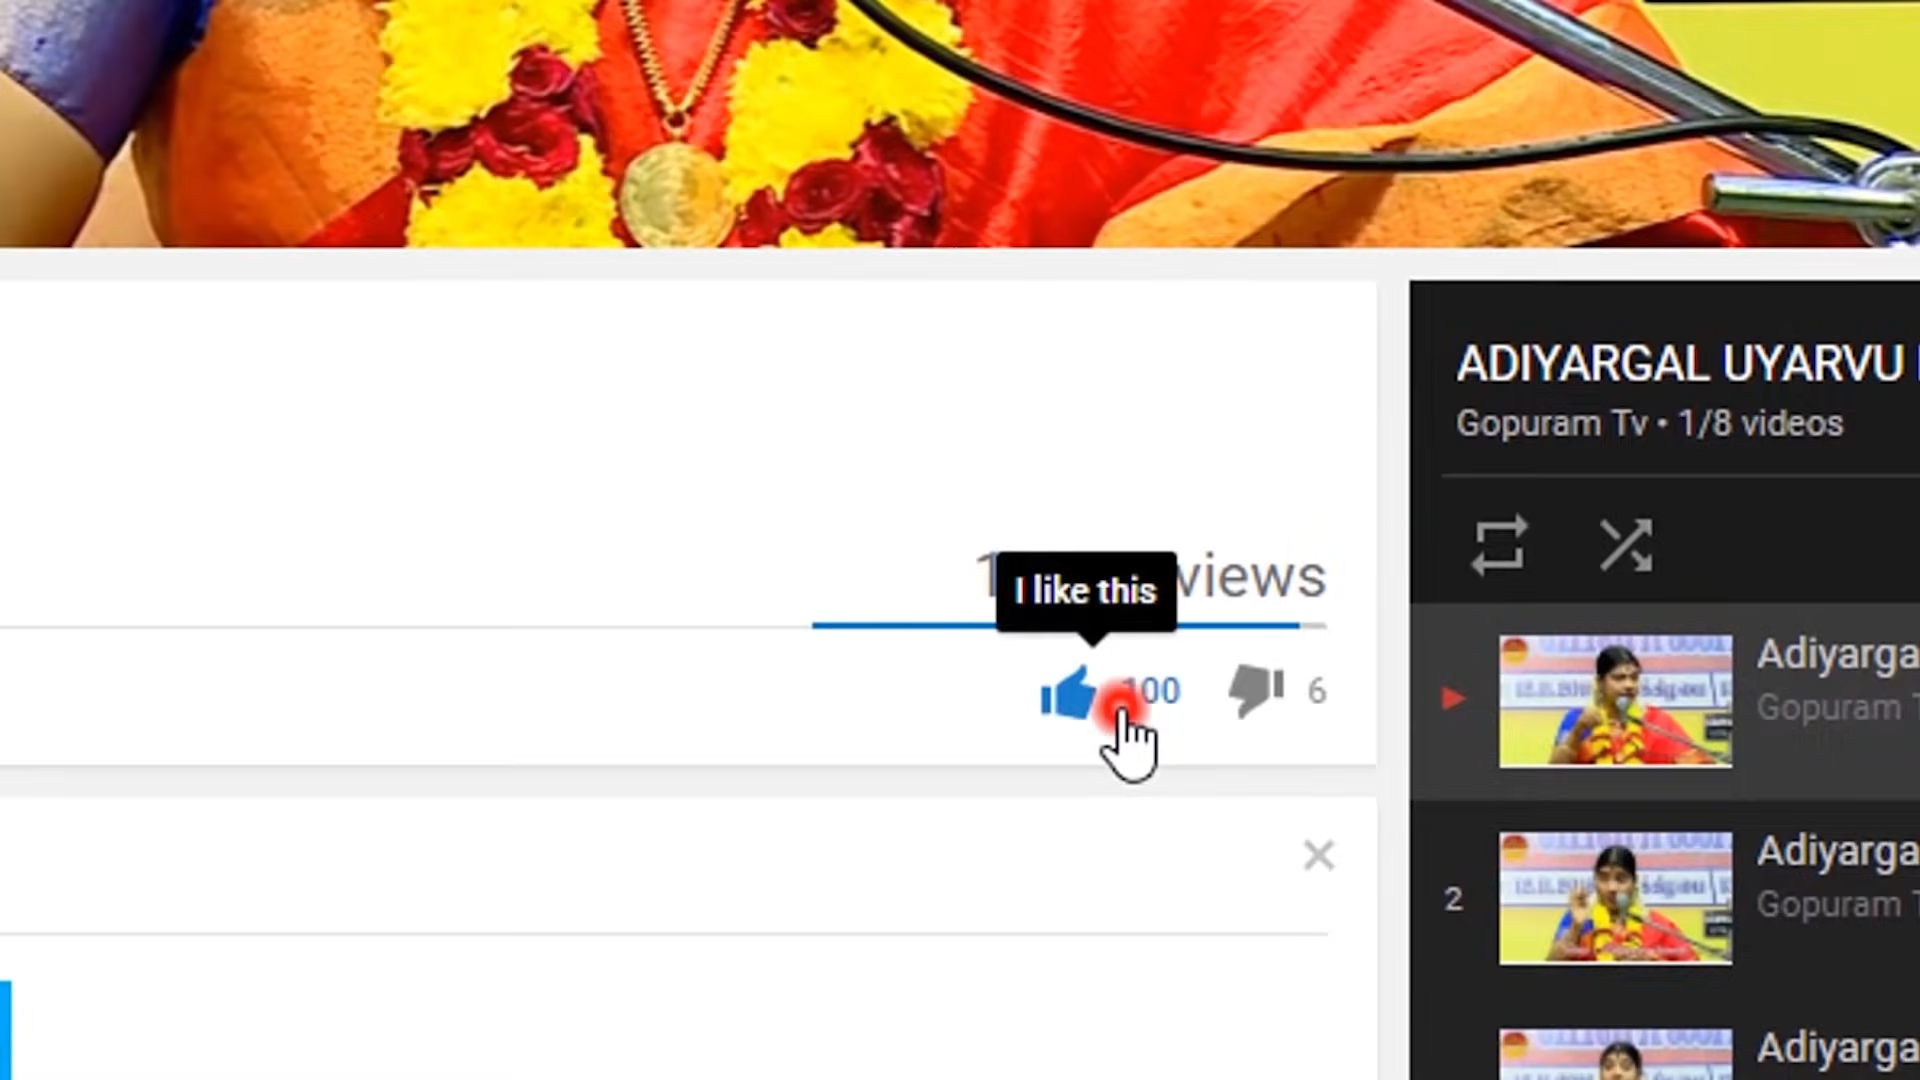 ADIYARGAL UYARVU
Gopuram Tv • 1/8 videos
views
I like this
100
6
Adiyarga
Gopuram T
2
Adiyarga
Gopuram T
Adiyarga